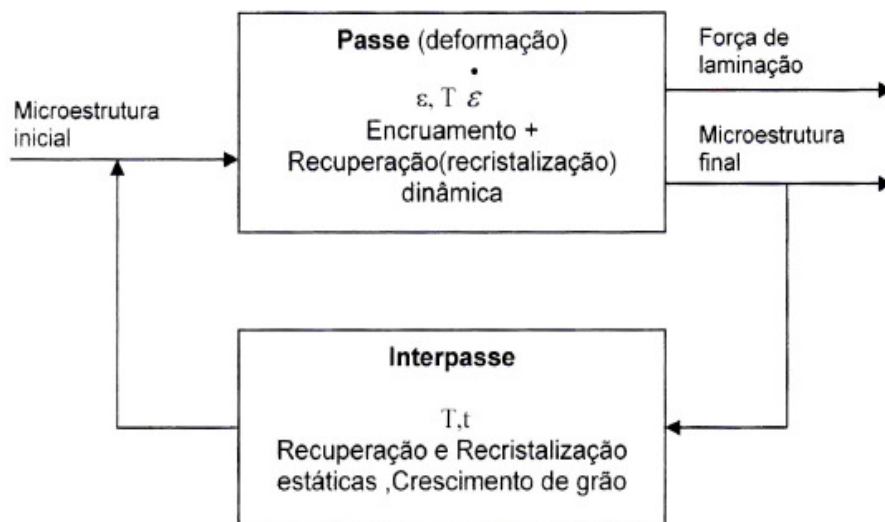 Passe (deformação)
ε, T ε̇
Encruamento +
Recuperação(recristalização)
dinâmica
Microestrutura
inicial
Força de
laminação
Microestrutura
final
Interpasse
T,t
Recuperação e Recristalização
estáticas ,Crescimento de grão